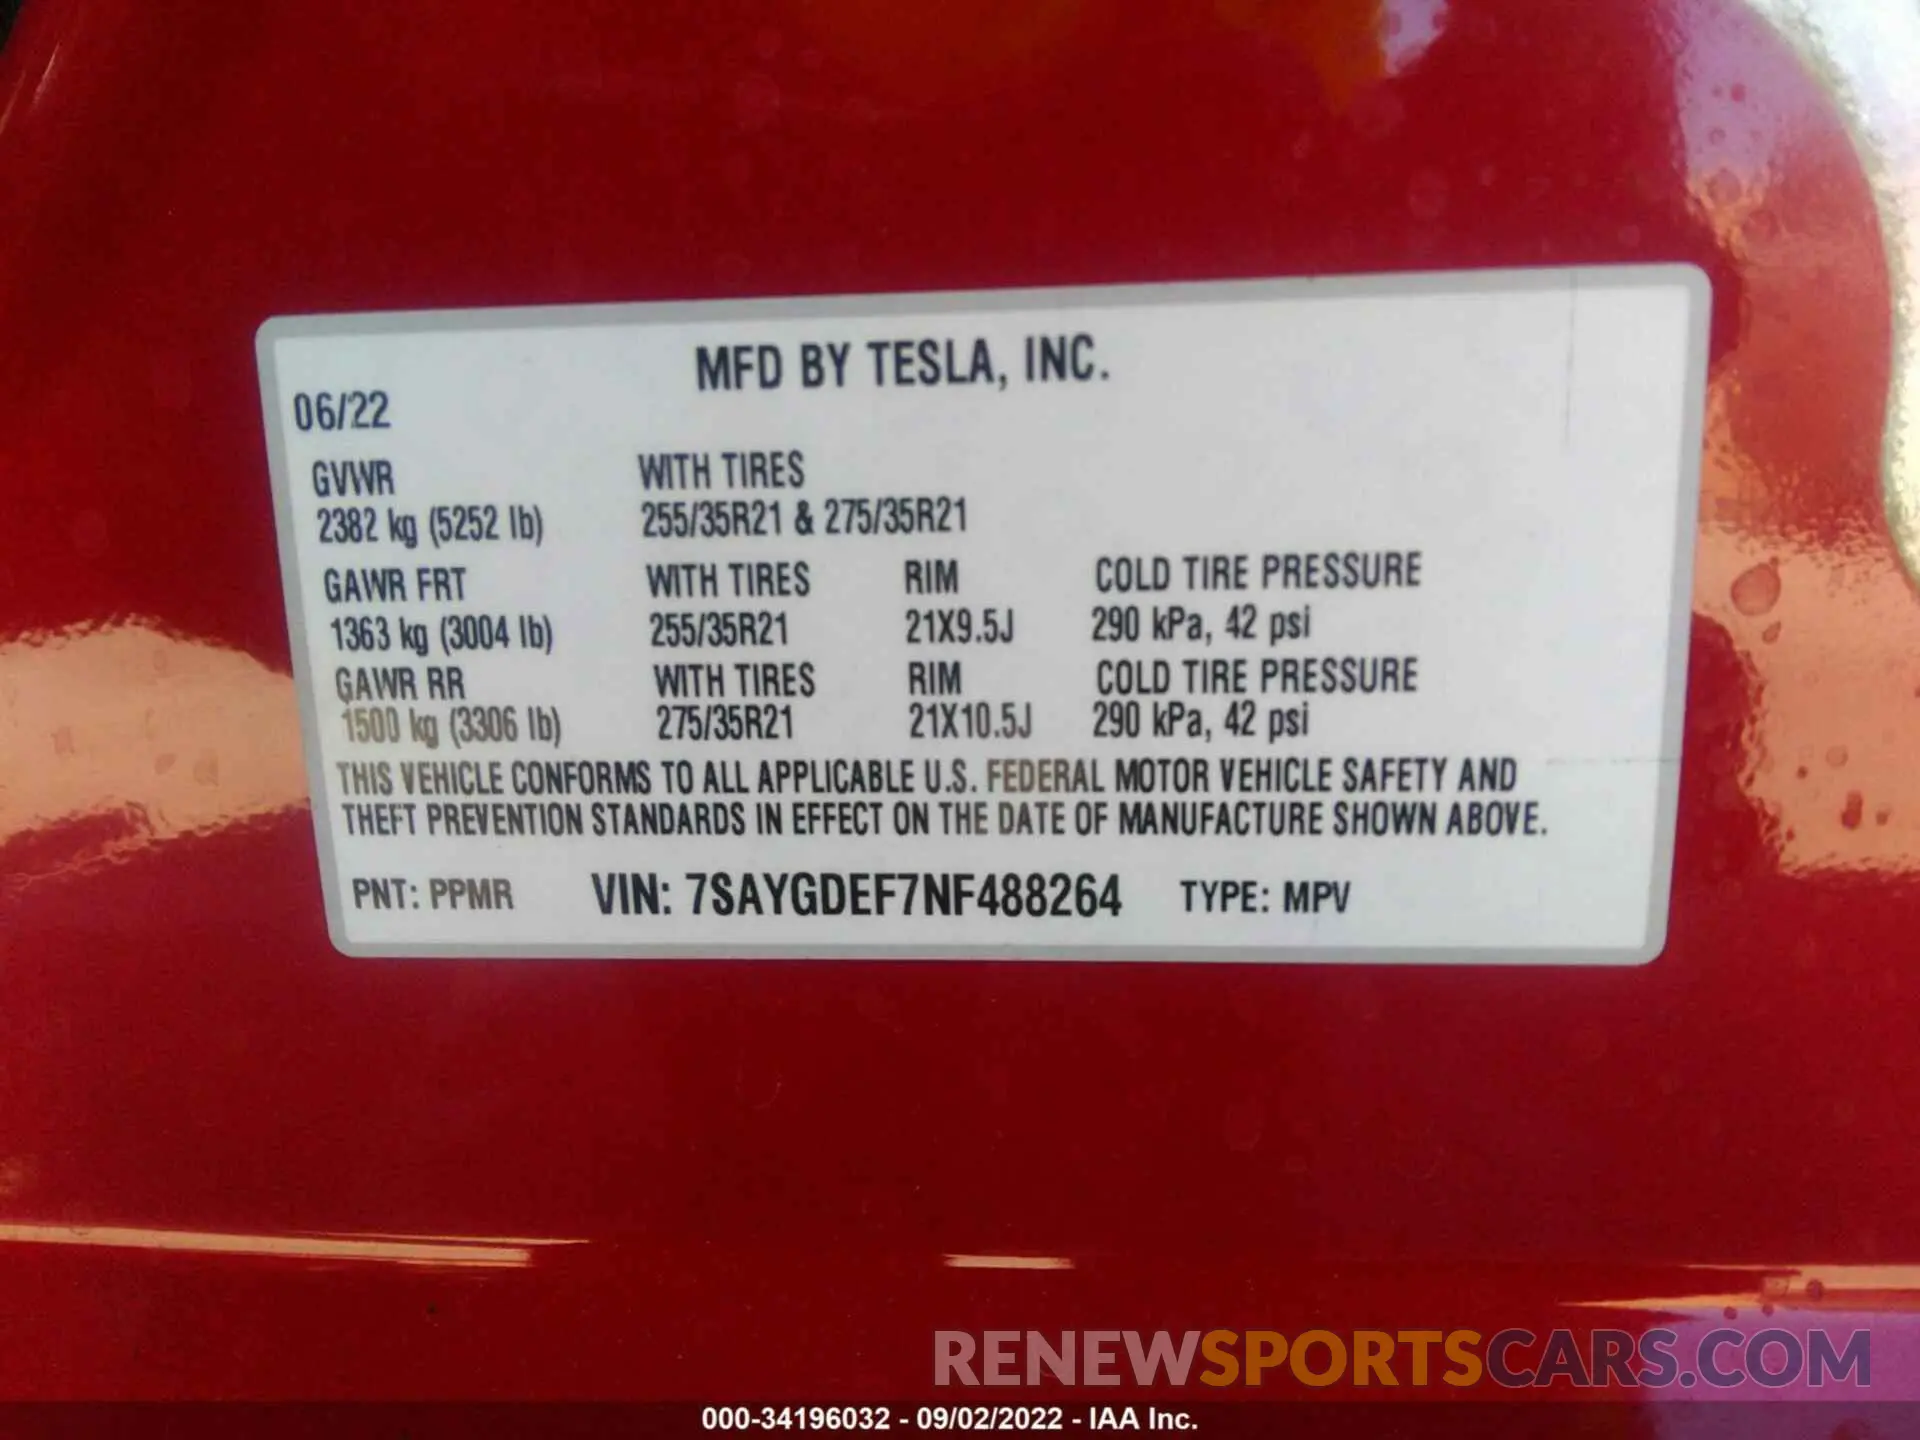 MFD BY TESLA, INC.
06/22
GVWR WITH TIRES
2382 kg (5252 lb) 255/35R21 & 275/35R21
GAWR FRT WITH TIRES RIM COLD TIRE PRESSURE
1363 kg (3004 lb) 255/35R21 21X9.5J 290 kPa, 42 psi
GAWR RR WITH TIRES RIM COLD TIRE PRESSURE
1500 kg (3306 lb) 275/35R21 21X10.5J 290 kPa, 42 psi
THIS VEHICLE CONFORMS TO ALL APPLICABLE U.S. FEDERAL MOTOR VEHICLE SAFETY AND
THEFT PREVENTION STANDARDS IN EFFECT ON THE DATE OF MANUFACTURE SHOWN ABOVE.
PNT: PPMR VIN: 7SAYGDEF7NF488264 TYPE: MPV
RENEWSPORTSCARS.COM
000-34196032 - 09/02/2022 - IAA Inc.